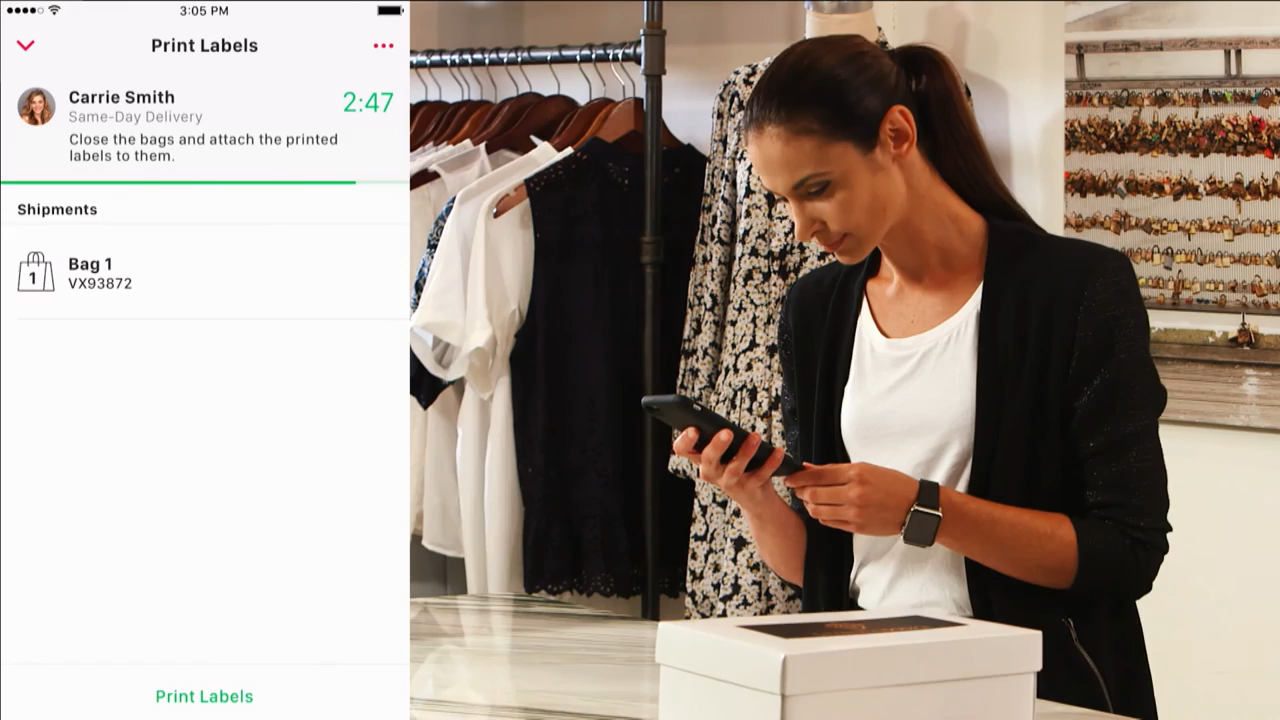 3:05 PM
Print Labels
Carrie Smith
2:47
Same-Day Delivery
Close the bags and attach the printed
labels to them.
Shipments
1
Bag 1
VX93872
Print Labels